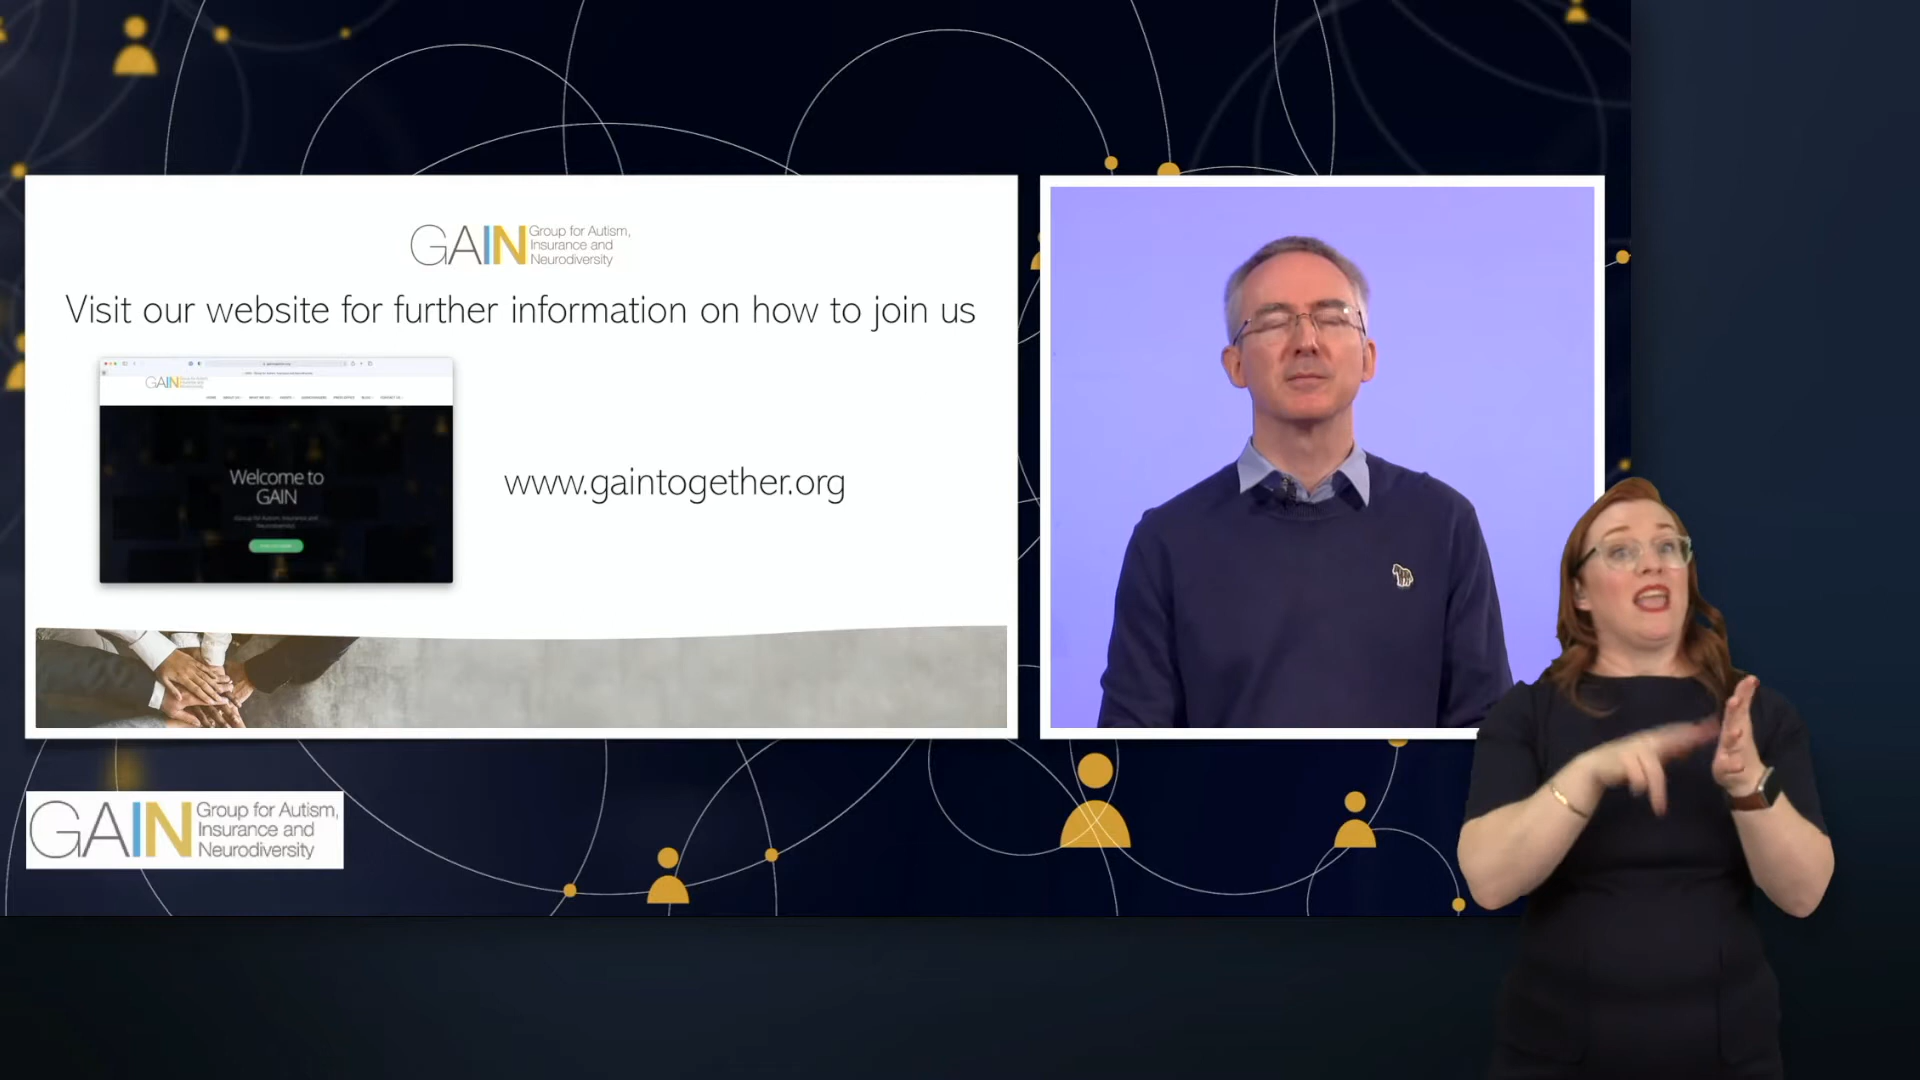 GAIN Group for Autism,
Insurance and
Neurodiversity
Visit our website for further information on how to join us
GAIN
Welcome to
GAIN
www.gaintogether.org
GAIN Group for Autism,
Insurance and
Neurodiversity